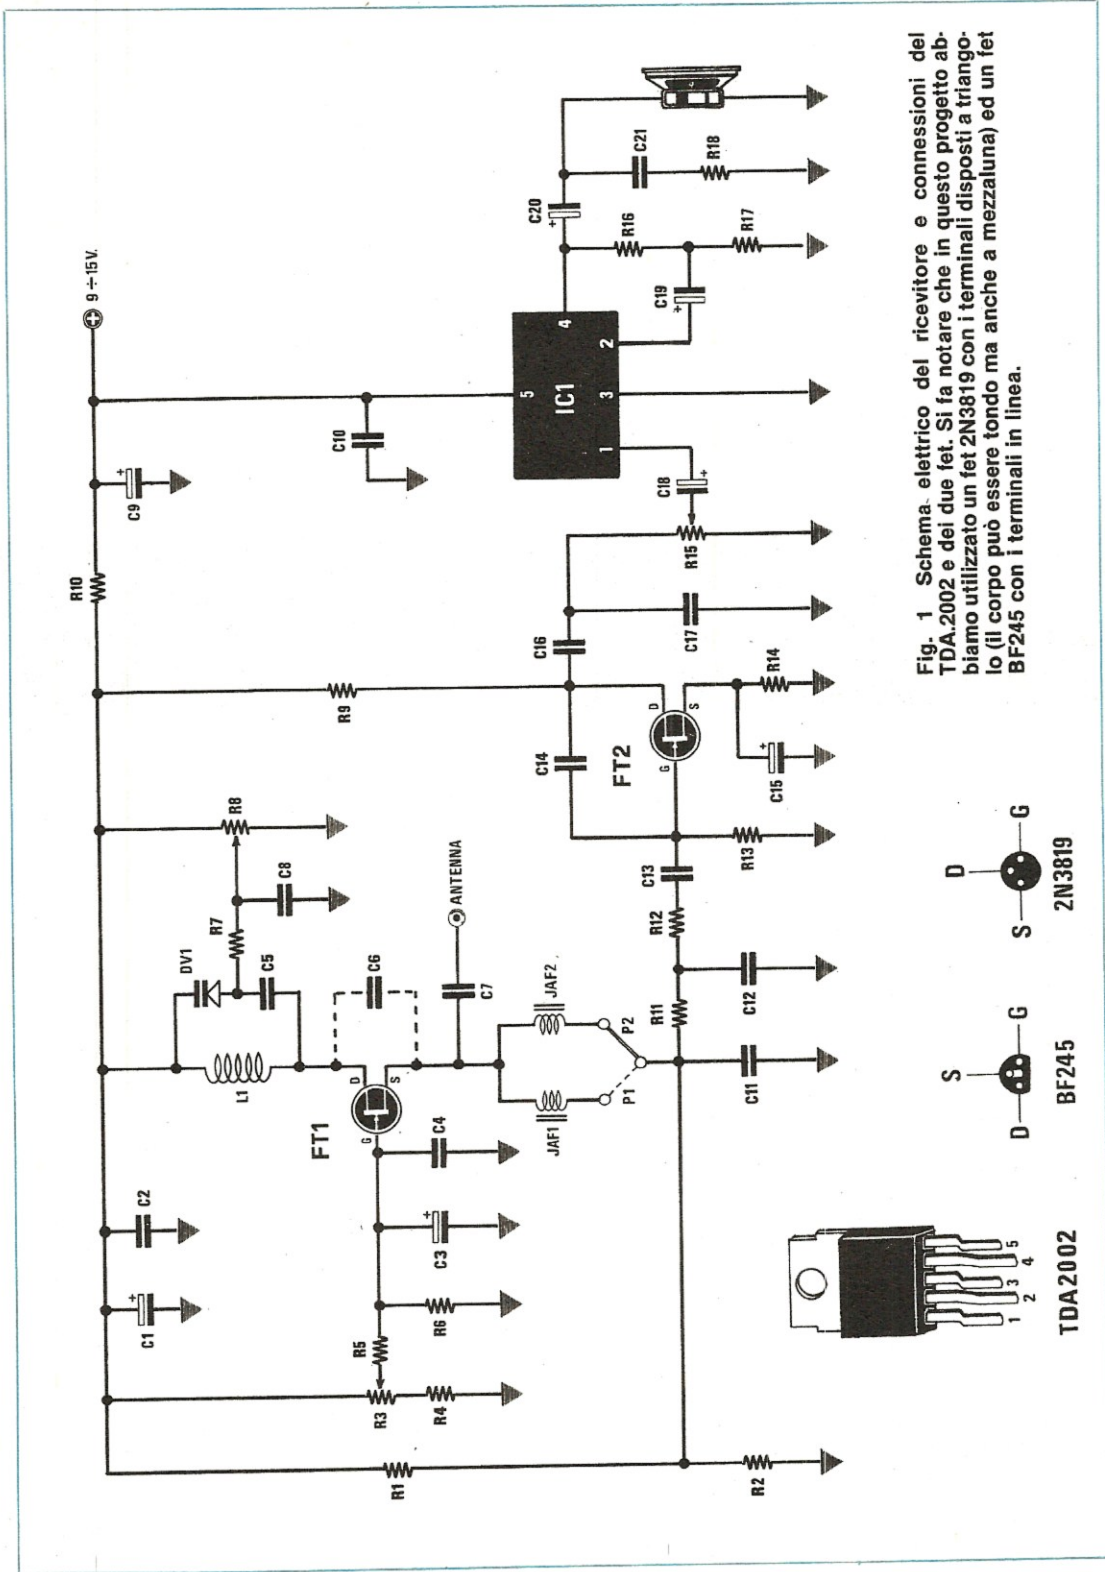 9÷15V.
R10
C9
C10
R9
R8
C8
R7
DV1
C5
L1
C2
C1
D
S
G
FT1
C6
C7
ANTENNA
C4
C3
R6
R5
R3
R4
R1
R2
JAF1
JAF2
P1
P2
C11
R11
C12
R12
C13
R13
C14
D
S
G
FT2
C15
R14
C16
C17
R15
C18
IC1
5
4
1
3
2
C19
R16
R17
C20
C21
R18
TDA2002
1
2
3
4
5
S
D
G
BF245
D
S
G
2N3819
Fig. 1 Schema elettrico del ricevitore e connessioni del
TDA.2002 e dei due fet. Si fa notare che in questo progetto ab-
biamo utilizzato un fet 2N3819 con i terminali disposti a triango-
lo (il corpo può essere tondo ma anche a mezzaluna) ed un fet
BF245 con i terminali in linea.